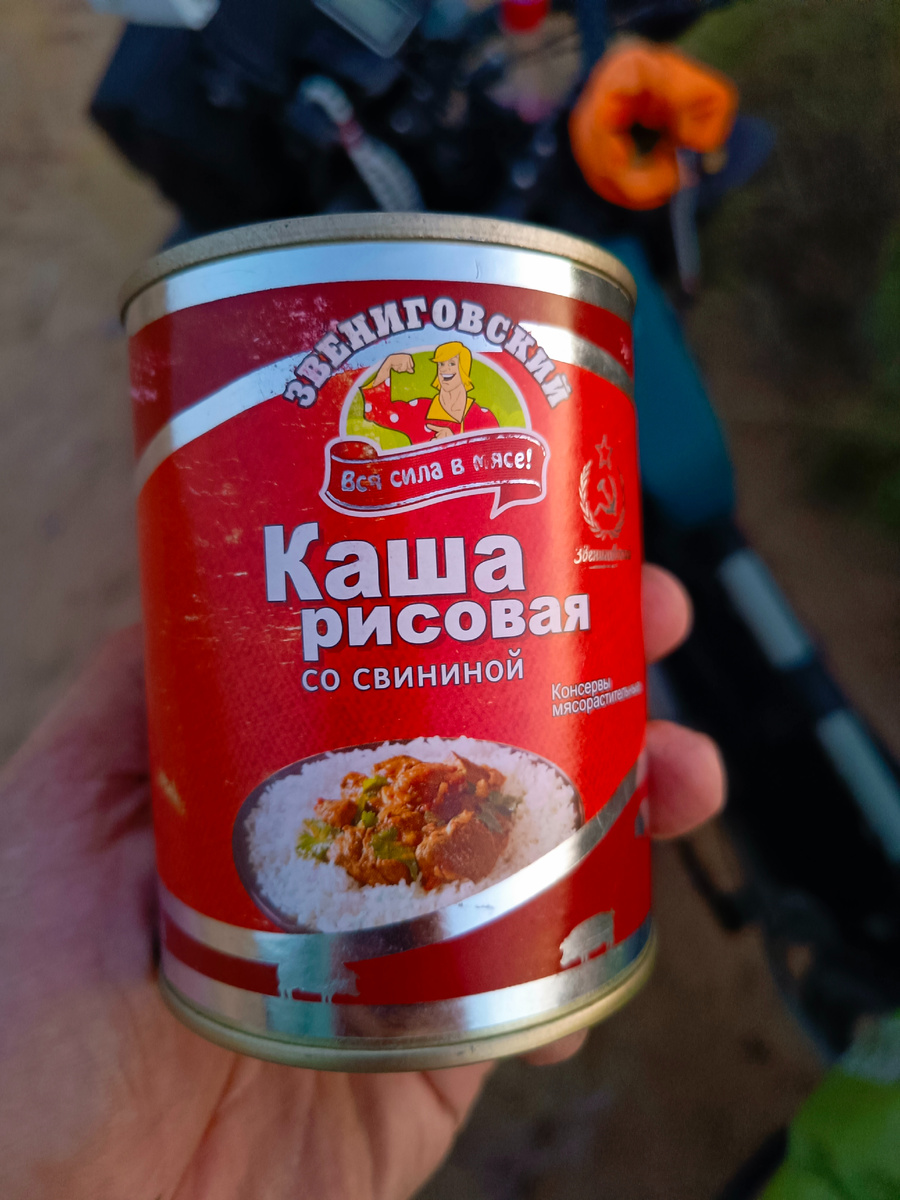 ЗВЕНИГОВСКИЙ
Вся сила в мясе!
Каша
рисовая
со свининой
Консервы
мясорастительные